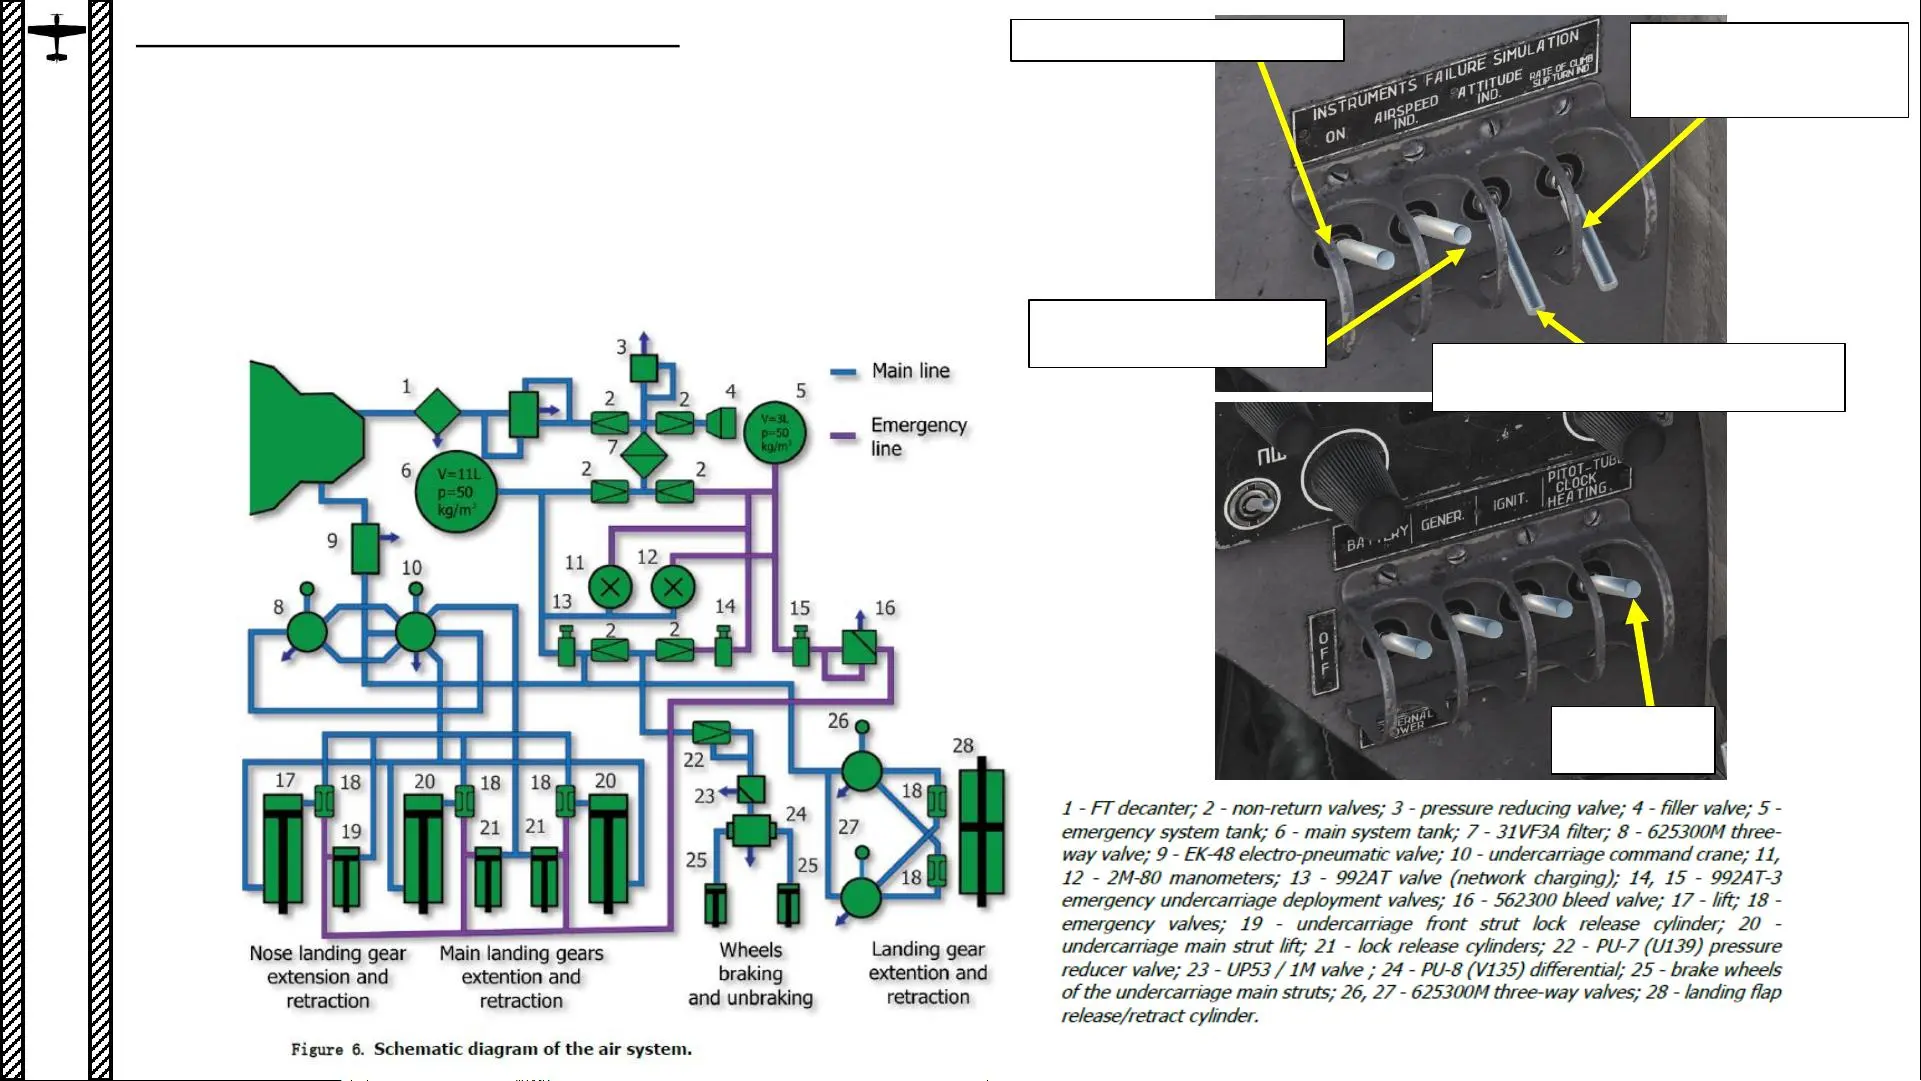 INSTRUMENTS FAILURE SIMULATION
ON AIRSPEED IND. ATTITUDE IND. RATE OF CLIMB SLIP TURN IND
1
2
2
3
4
5
V=3L
p=50
kg/m³
Main line
Emergency
line
6
V=11L
p=50
kg/m³
7
2
2
9
10
11
12
8
13
2
2
14
15
16
ПШ
BATTERY GENER. IGNIT. PITOT-TUBE CLOCK HEATING.
OFF
17
18
20
18
18
20
19
21
21
22
23
24
25
25
26
27
18
18
28
Nose landing gear
extension and
retraction
Main landing gears
extention and
retraction
Wheels
braking
and unbraking
Landing gear
extention and
retraction
Figure 6. Schematic diagram of the air system.
1 - FT decanter; 2 - non-return valves; 3 - pressure reducing valve; 4 - filler valve; 5 -
emergency system tank; 6 - main system tank; 7 - 31VF3A filter; 8 - 625300M three-
way valve; 9 - EK-48 electro-pneumatic valve; 10 - undercarriage command crane; 11,
12 - 2M-80 manometers; 13 - 992AT valve (network charging); 14, 15 - 992AT-3
emergency undercarriage deployment valves; 16 - 562300 bleed valve; 17 - lift; 18 -
emergency valves; 19 - undercarriage front strut lock release cylinder; 20 -
undercarriage main strut lift; 21 - lock release cylinders; 22 - PU-7 (U139) pressure
reducer valve; 23 - UP53 / 1M valve ; 24 - PU-8 (V135) differential; 25 - brake wheels
of the undercarriage main struts; 26, 27 - 625300M three-way valves; 28 - landing flap
release/retract cylinder.